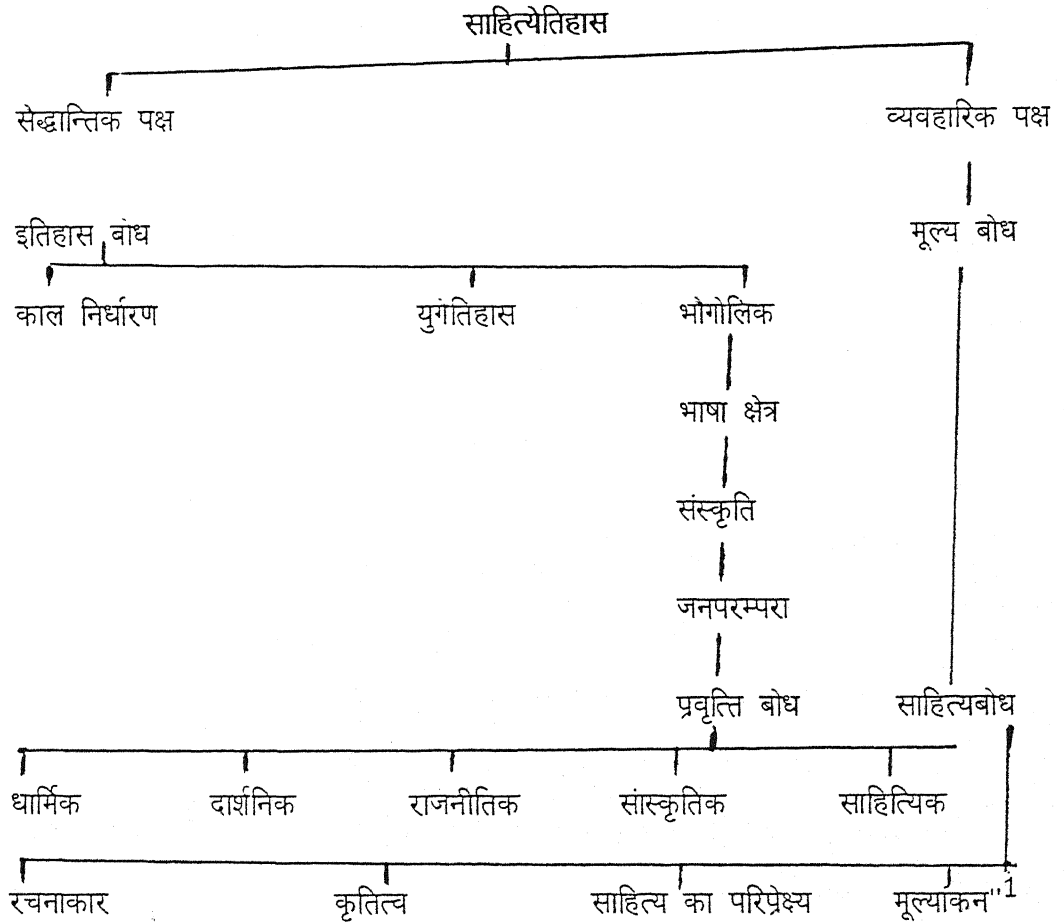 साहित्येतिहास
सेद्धान्तिक पक्ष व्यवहारिक पक्ष
इतिहास बोध मूल्य बोध
काल निर्धारण युगेतिहास भौगोलिक
भाषा क्षेत्र
संस्कृति
जनपरम्परा
प्रवृत्ति बोध साहित्यबोध
धार्मिक दार्शनिक राजनीतिक सांस्कृतिक साहित्यिक
रचनाकार कृतित्व साहित्य का परिप्रेक्ष्य मूल्यांकन"1